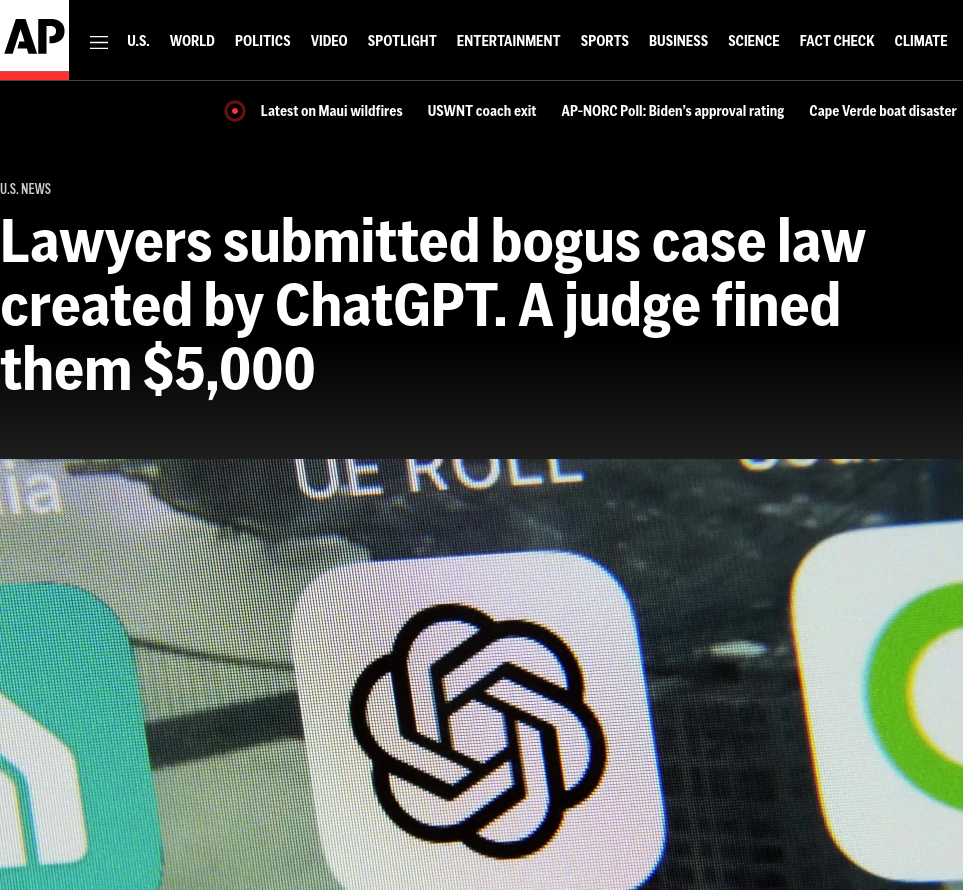 AP
U.S. WORLD POLITICS VIDEO SPOTLIGHT ENTERTAINMENT SPORTS BUSINESS SCIENCE FACT CHECK CLIMATE
Latest on Maui wildfires USWNT coach exit AP-NORC Poll: Biden’s approval rating Cape Verde boat disaster
U.S. NEWS
Lawyers submitted bogus case law
created by ChatGPT. A judge fined
them $5,000
ROLL